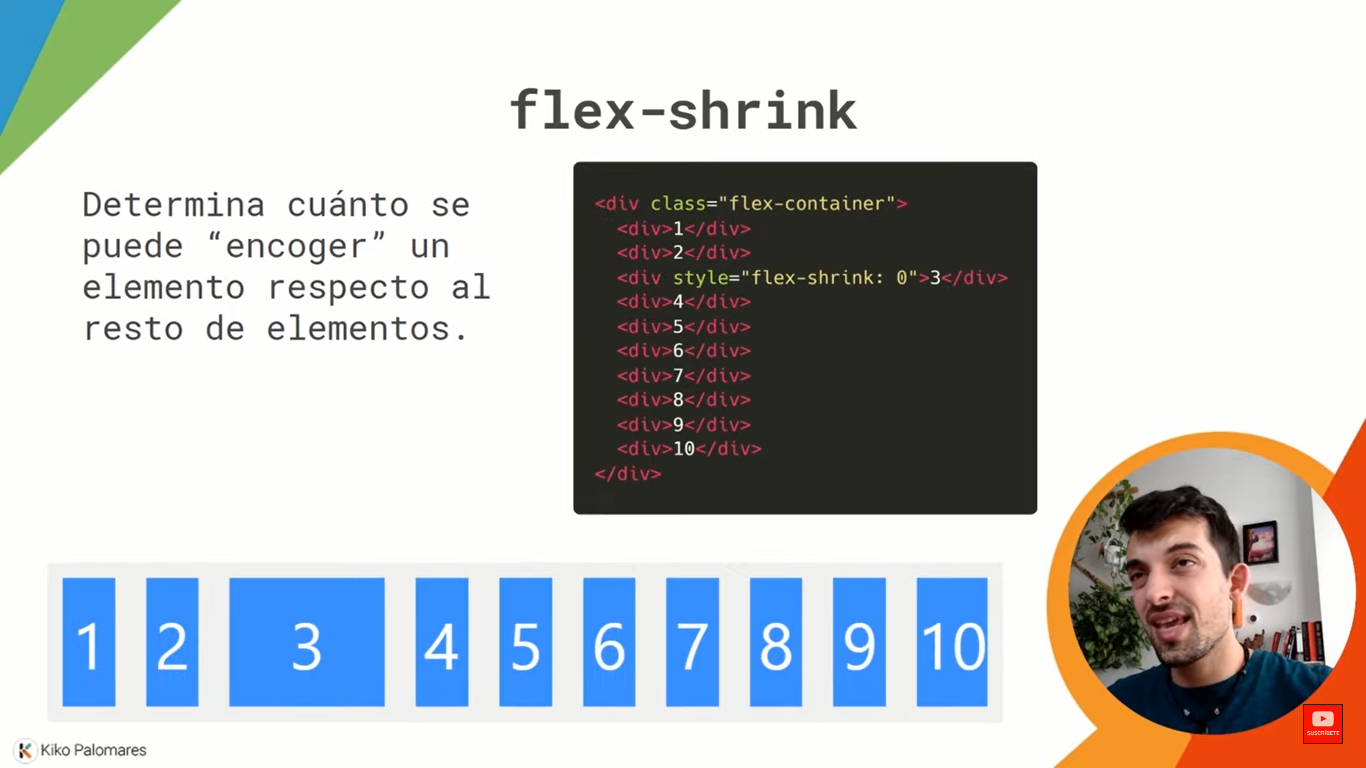 flex-shrink
Determina cuánto se
puede “encoger” un
elemento respecto al
resto de elementos.
<div class="flex-container">
<div>1</div>
<div>2</div>
<div style="flex-shrink: 0">3</div>
<div>4</div>
<div>5</div>
<div>6</div>
<div>7</div>
<div>8</div>
<div>9</div>
<div>10</div>
</div>
1 2 3 4 5 6 7 8 9 10
Kiko Palomares
SUSCRÍBETE